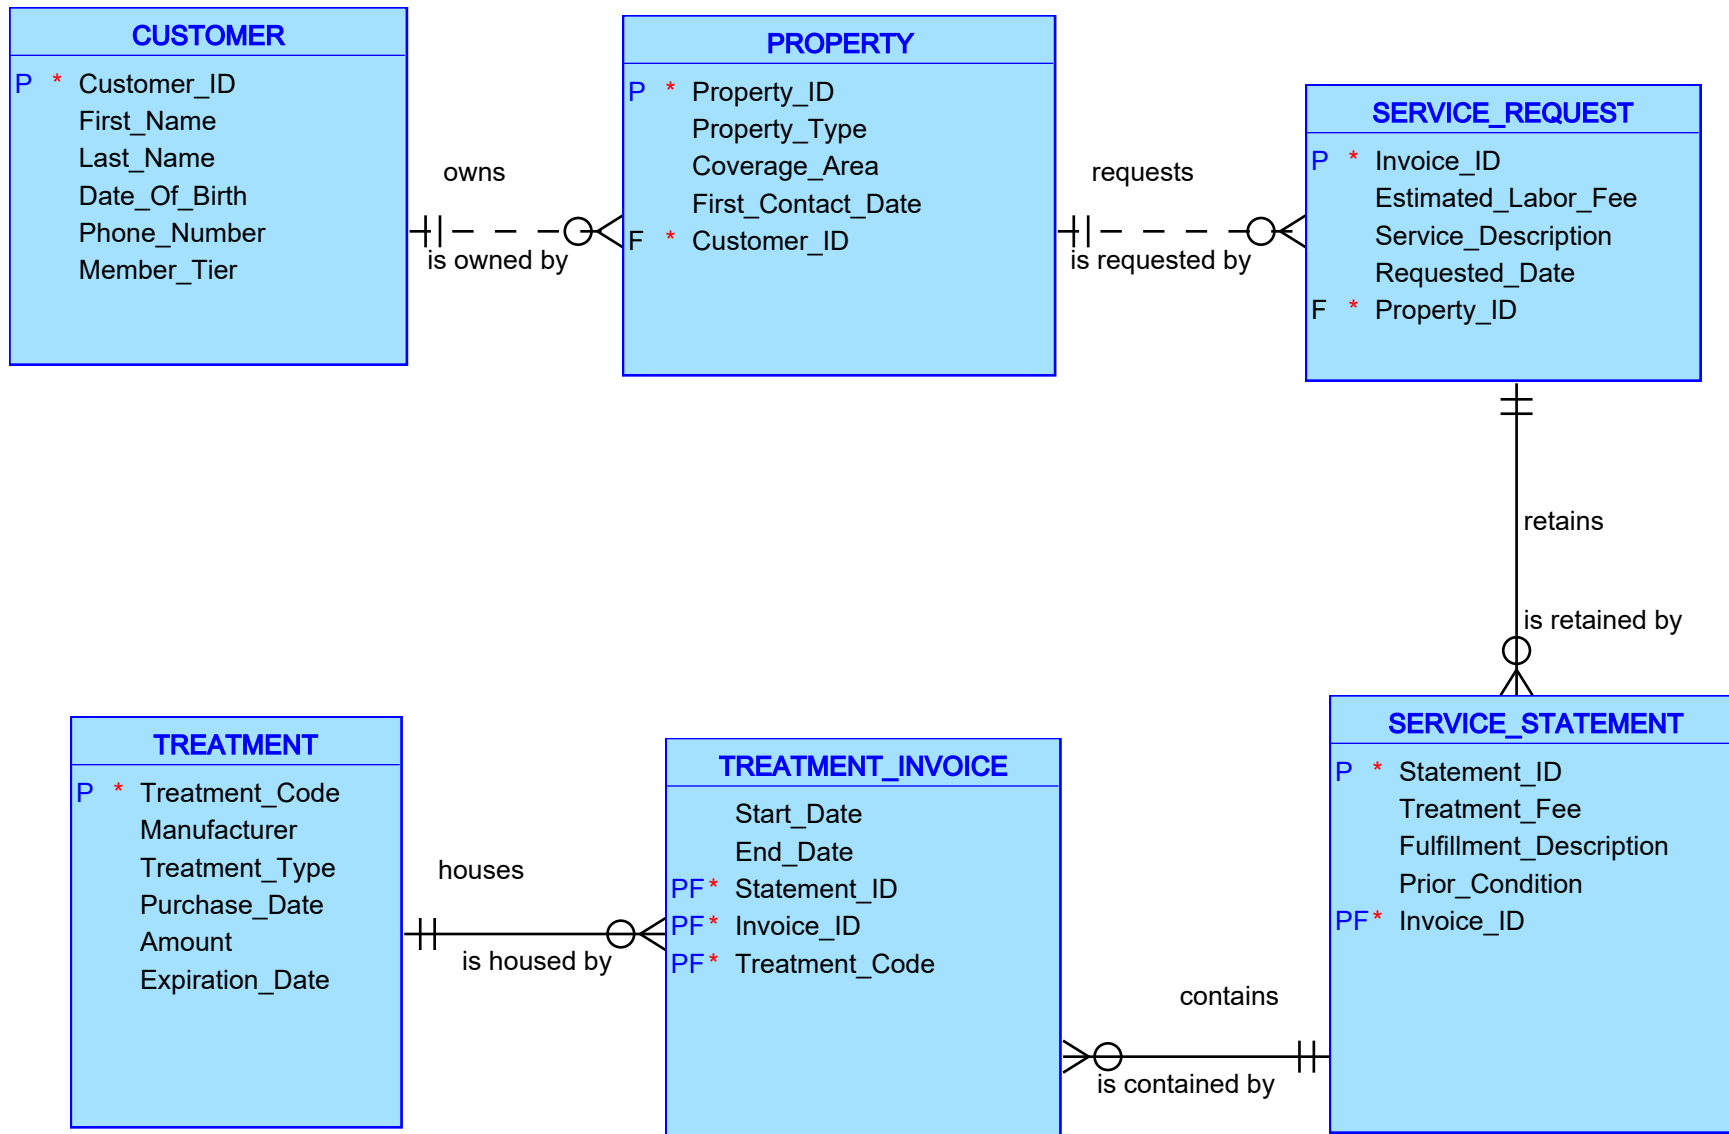 CUSTOMER
P * Customer_ID
First_Name
Last_Name
Date_Of_Birth
Phone_Number
Member_Tier
owns
is owned by
PROPERTY
P * Property_ID
Property_Type
Coverage_Area
First_Contact_Date
F * Customer_ID
requests
is requested by
SERVICE_REQUEST
P * Invoice_ID
Estimated_Labor_Fee
Service_Description
Requested_Date
F * Property_ID
retains
is retained by
TREATMENT
P * Treatment_Code
Manufacturer
Treatment_Type
Purchase_Date
Amount
Expiration_Date
houses
is housed by
TREATMENT_INVOICE
Start_Date
End_Date
PF* Statement_ID
PF* Invoice_ID
PF* Treatment_Code
contains
is contained by
SERVICE_STATEMENT
P * Statement_ID
Treatment_Fee
Fulfillment_Description
Prior_Condition
PF* Invoice_ID